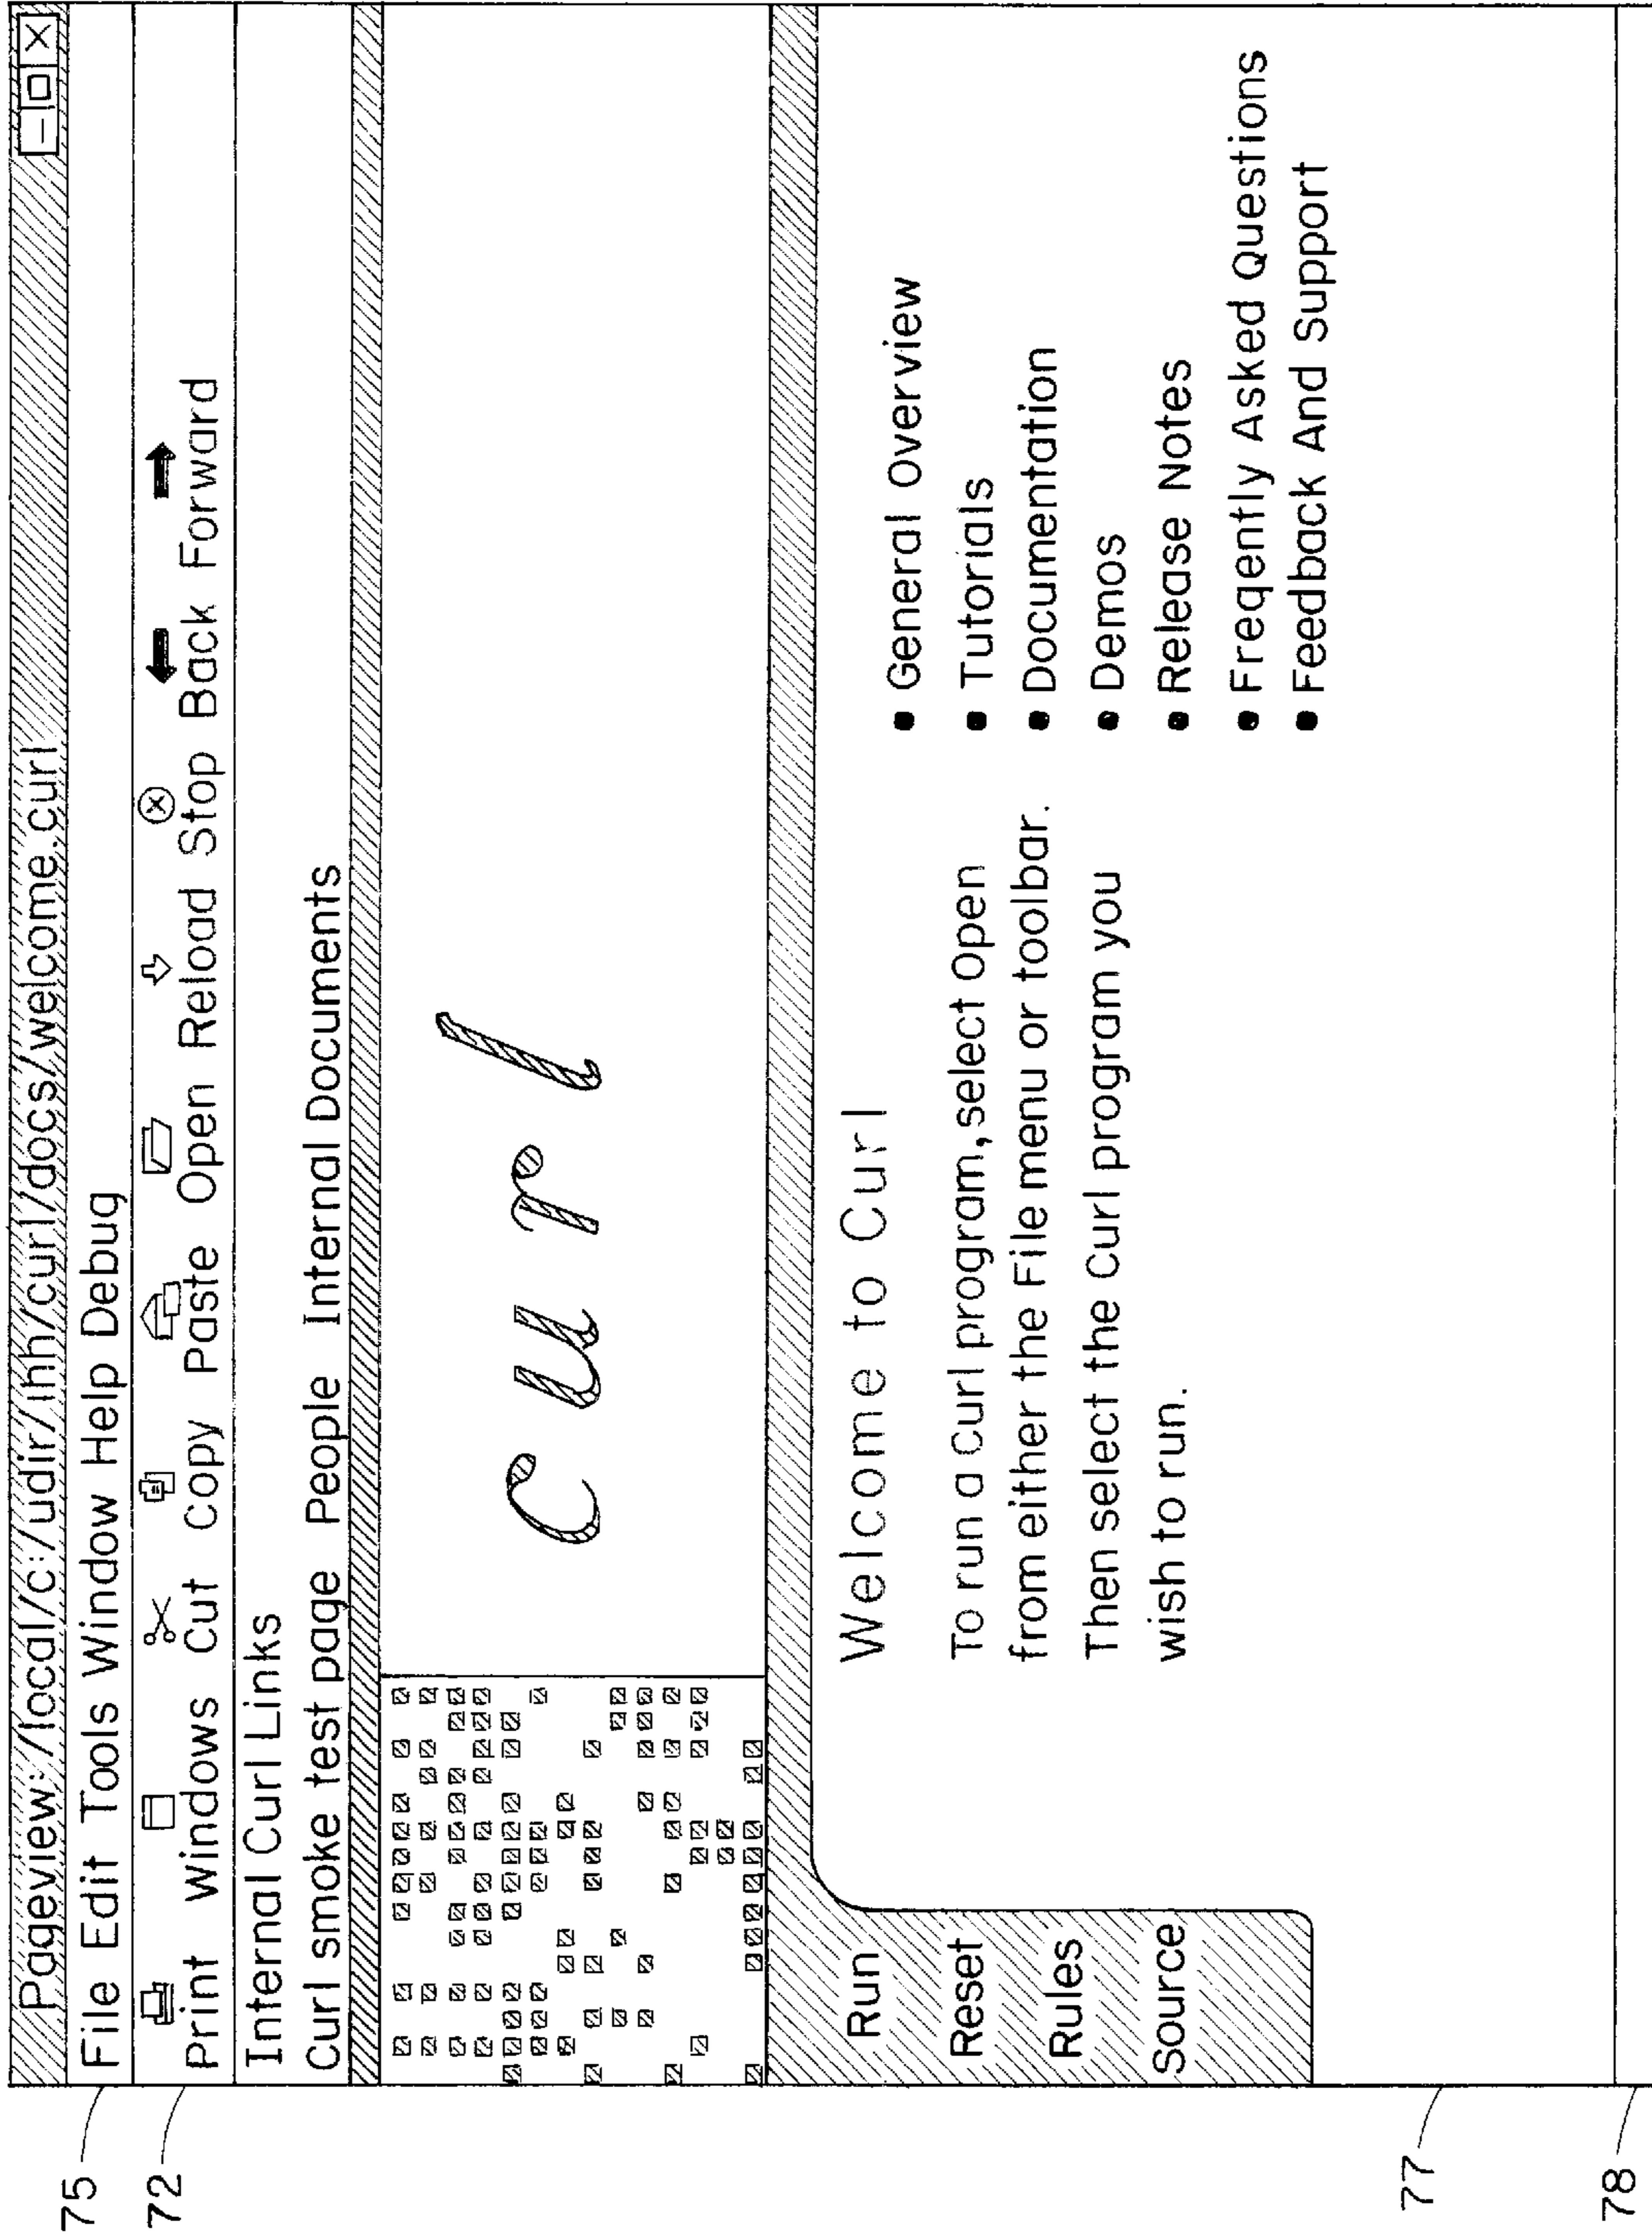 Pageview:/local/c:/udir/lhh/curl/docs/welcome.curl
File Edit Tools Window Help Debug
75
Print Windows Cut Copy Paste Open Reload Stop Back Forward
72
Internal Curl Links
Curl smoke test page People Internal Documents
Curl
Run
Reset
Rules
Source
Welcome to Curl
To run a Curl program, select Open
from either the File menu or toolbar.
Then select the Curl program you
wish to run.
• General Overview
• Tutorials
• Documentation
• Demos
• Release Notes
• Freqently Asked Questions
• Feedback And Support
77
78